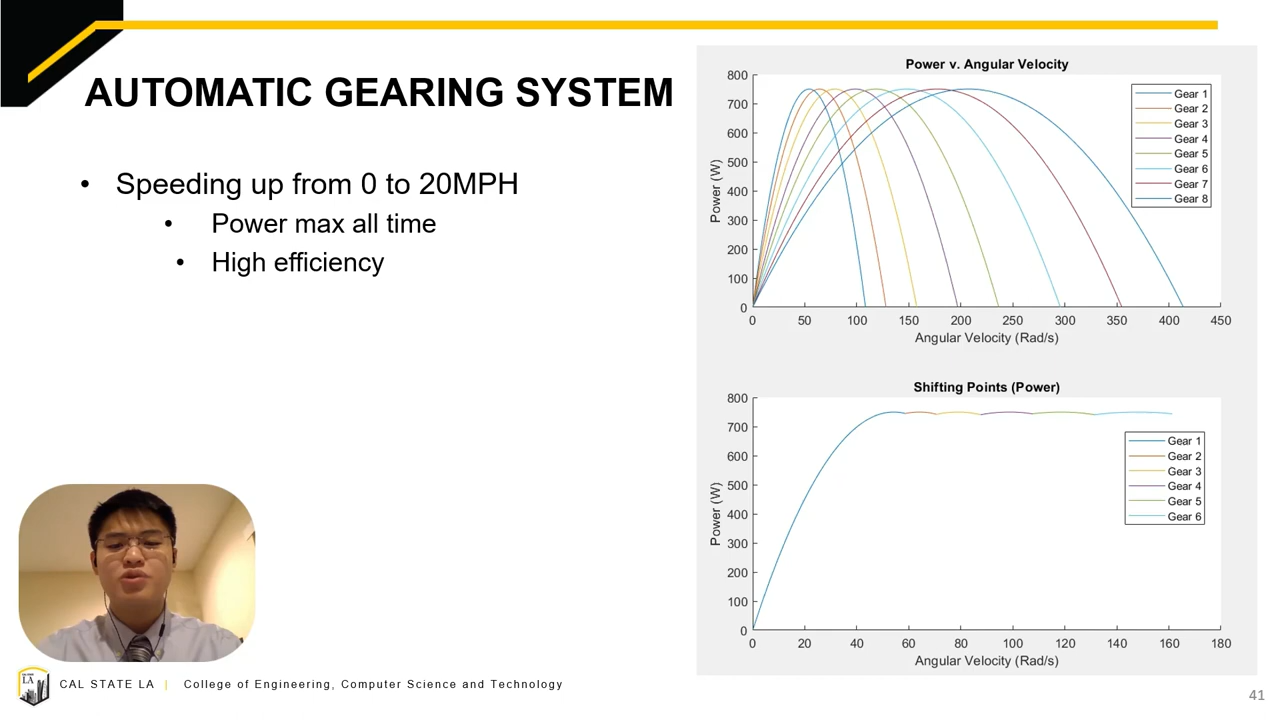 AUTOMATIC GEARING SYSTEM
• Speeding up from 0 to 20MPH
• Power max all time
• High efficiency
Power v. Angular Velocity
800
700
600
500
400
300
200
100
0
Power (W)
0 50 100 150 200 250 300 350 400 450
Angular Velocity (Rad/s)
Gear 1
Gear 2
Gear 3
Gear 4
Gear 5
Gear 6
Gear 7
Gear 8
Shifting Points (Power)
800
700
600
500
400
300
200
100
0
Power (W)
0 20 40 60 80 100 120 140 160 180
Angular Velocity (Rad/s)
Gear 1
Gear 2
Gear 3
Gear 4
Gear 5
Gear 6
LA
CAL STATE LA | College of Engineering, Computer Science and Technology
41